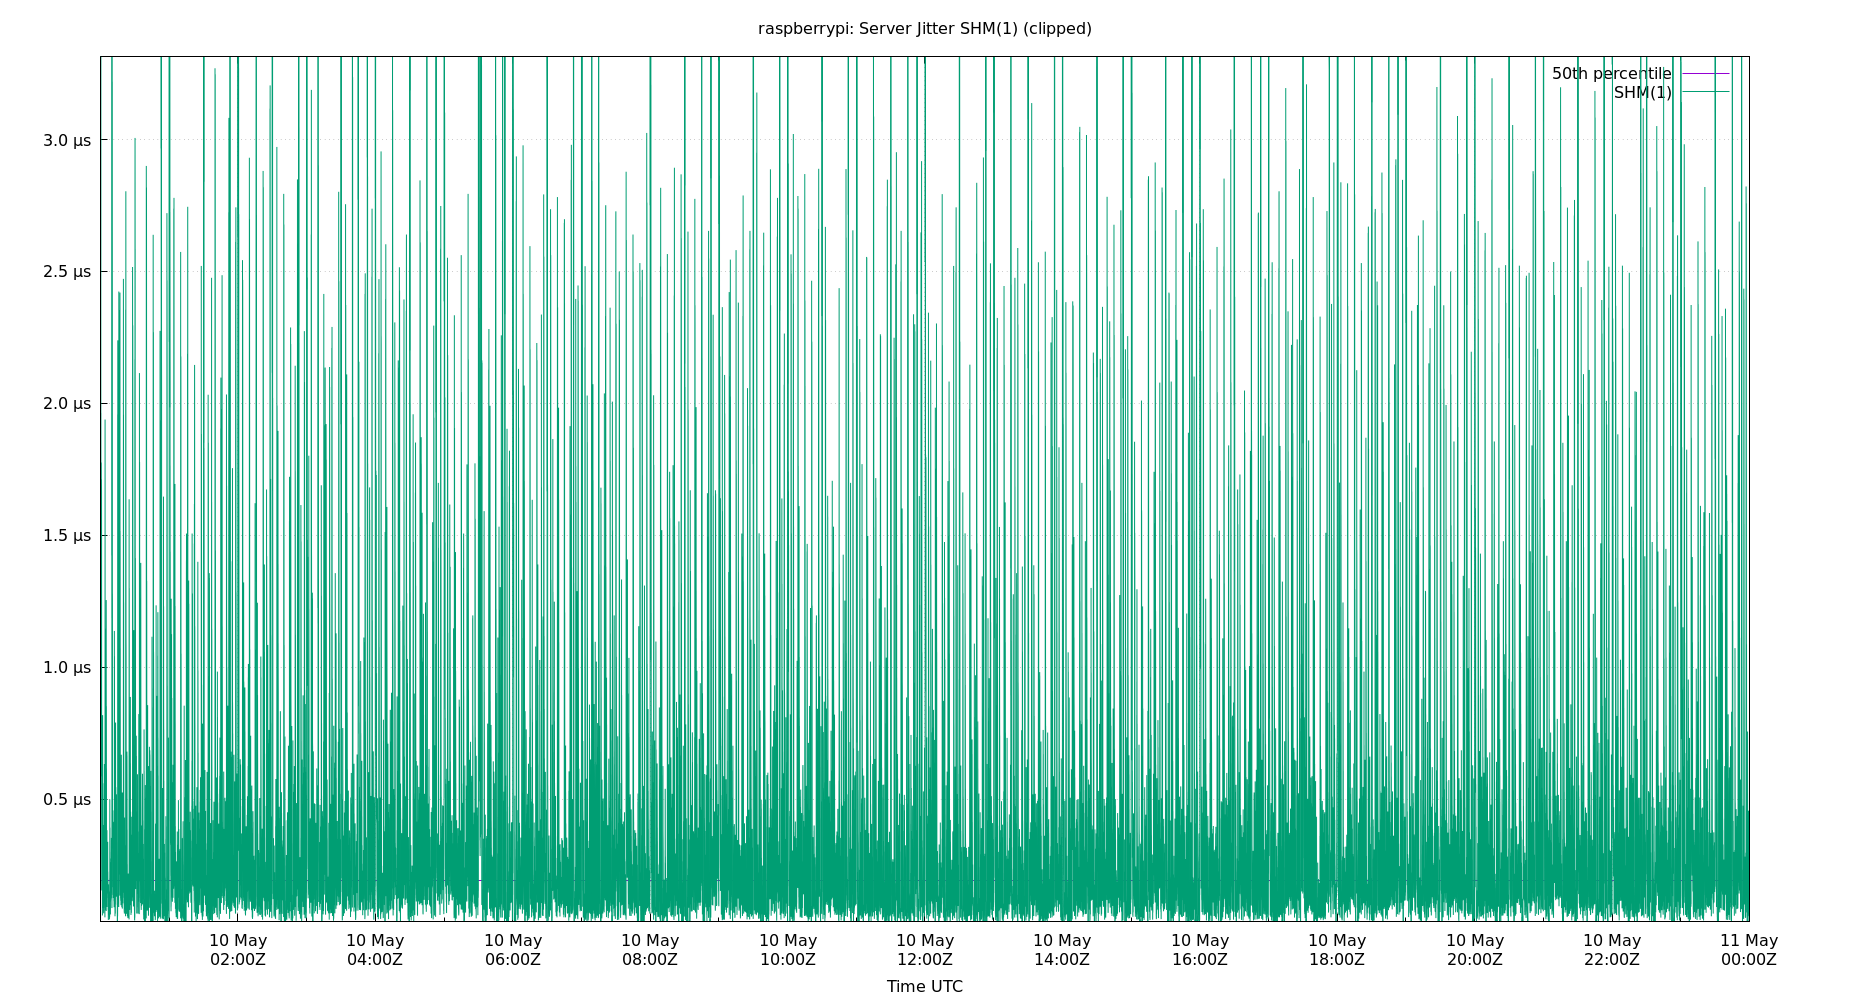 raspberrypi: Server Jitter SHM(1) (clipped)
50th percentile
SHM(1)
3.0 µs
2.5 µs
2.0 µs
1.5 µs
1.0 µs
0.5 µs
10 May 10 May 10 May 10 May 10 May 10 May 10 May 10 May 10 May 10 May 10 May 11 May
02:00Z 04:00Z 06:00Z 08:00Z 10:00Z 12:00Z 14:00Z 16:00Z 18:00Z 20:00Z 22:00Z 00:00Z
Time UTC